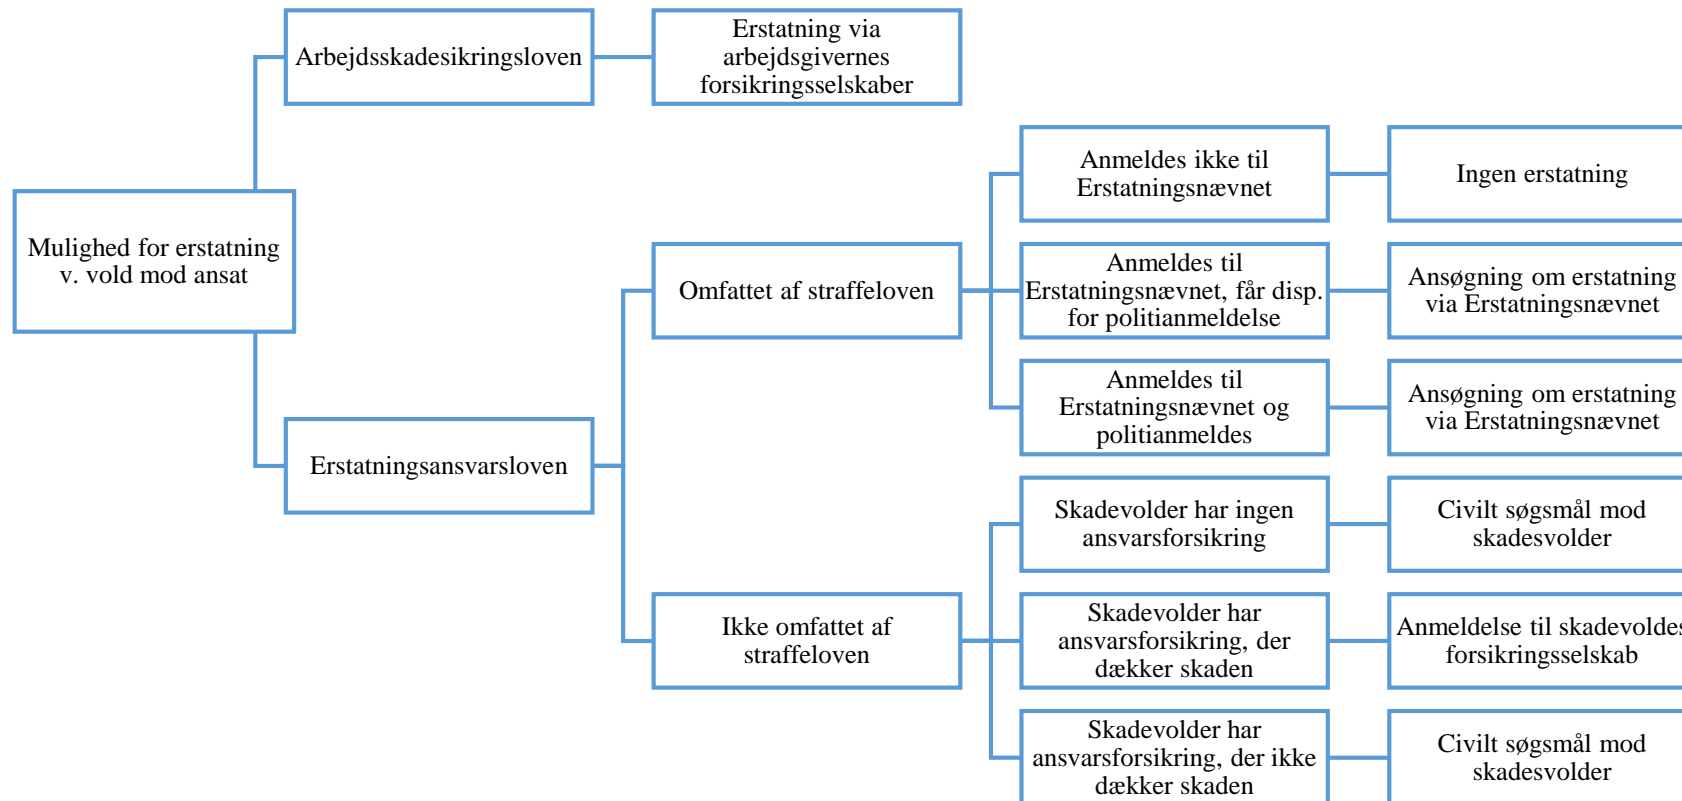 Arbejdsskadesikringsloven
Erstatning via
arbejdsgivernes
forsikringsselskaber
Mulighed for erstatning
v. vold mod ansat
Erstatningsansvarsloven
Omfattet af straffeloven
Anmeldes ikke til
Erstatningsnævnet
Ingen erstatning
Anmeldes til
Erstatningsnævnet, får disp.
for politianmeldelse
Ansøgning om erstatning
via Erstatningsnævnet
Anmeldes til
Erstatningsnævnet og
politianmeldes
Ansøgning om erstatning
via Erstatningsnævnet
Ikke omfattet af
straffeloven
Skadevolder har ingen
ansvarsforsikring
Civilt søgsmål mod
skadesvolder
Skadevolder har
ansvarsforsikring, der
dækker skaden
Anmeldelse til skadevoldes
forsikringsselskab
Skadevolder har
ansvarsforsikring, der ikke
dækker skaden
Civilt søgsmål mod
skadesvolder